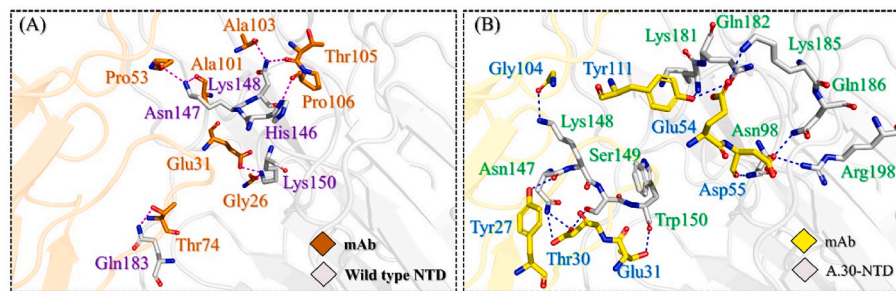 (A)
Ala103
Thr105
Pro53
Ala101
Lys148
Pro106
Asn147
His146
Glu31
Lys150
Gly26
Thr74
Gln183
mAb
Wild type NTD
(B)
Gln182
Lys181
Lys185
Gly104
Tyr111
Gln186
Glu54
Lys148
Asn98
Ser149
Asn147
Arg198
Asp55
Tyr27
Trp150
Thr30
Glu31
mAb
A.30-NTD